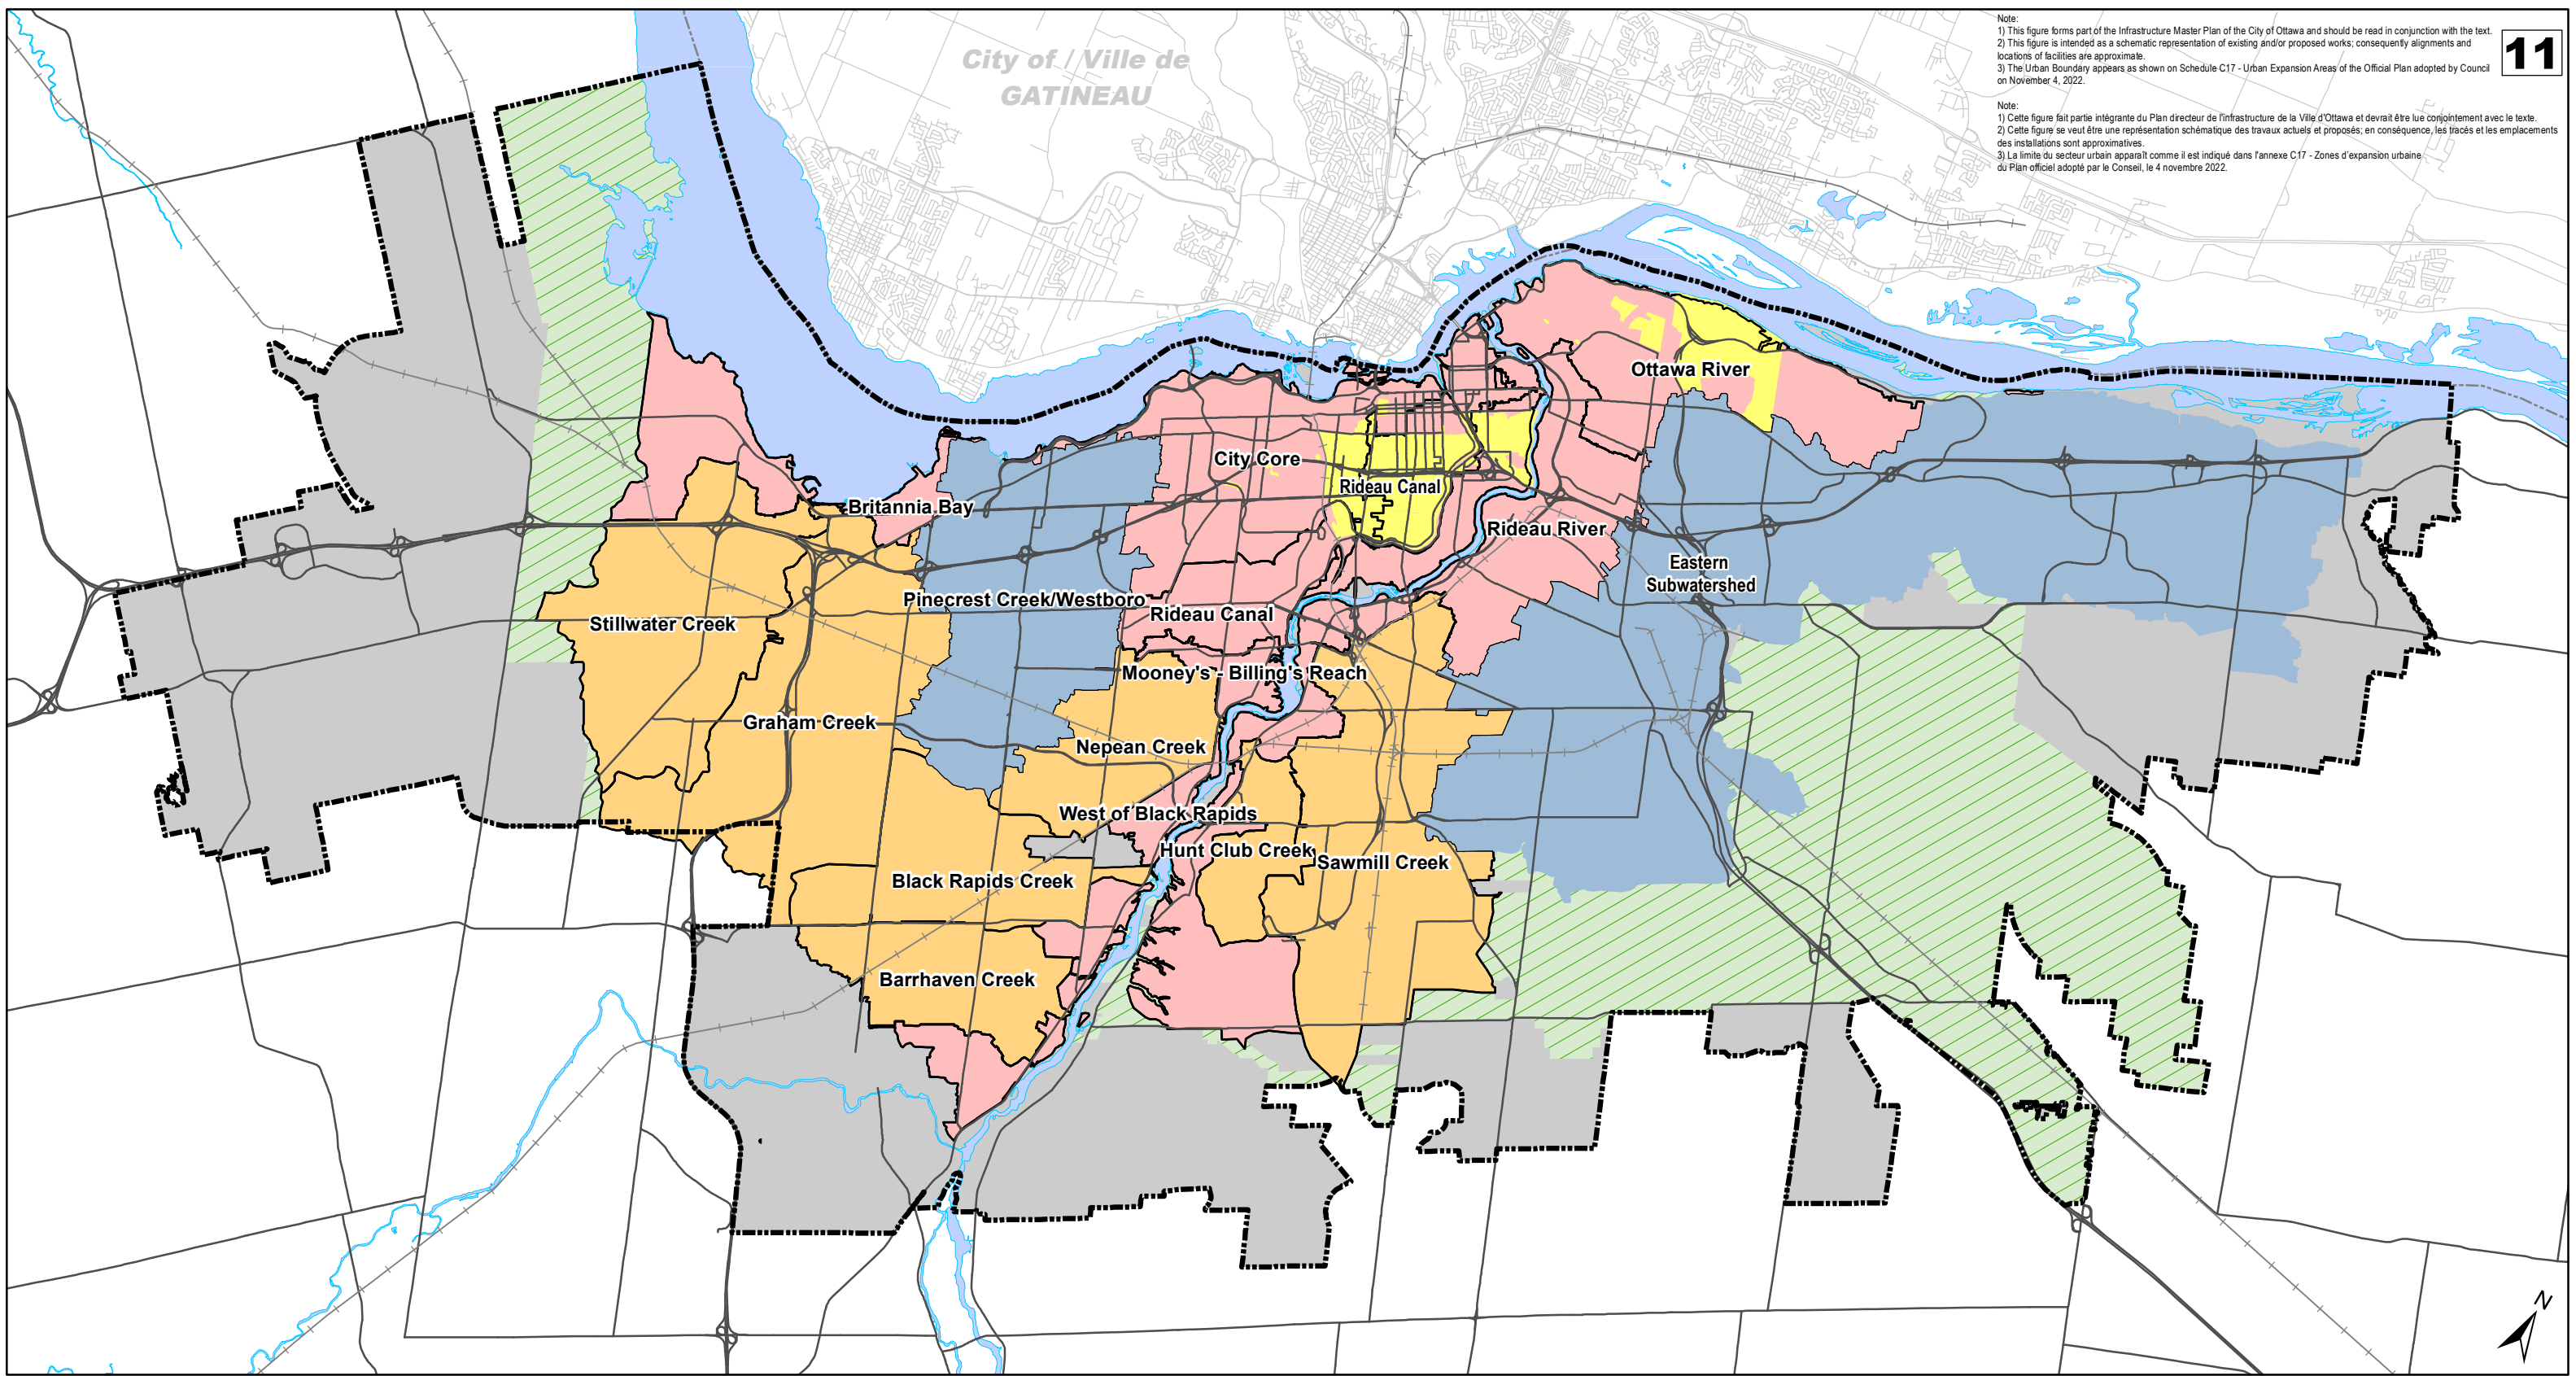 Note:
1) This figure forms part of the Infrastructure Master Plan of the City of Ottawa and should be read in conjunction with the text.
2) This figure is intended as a schematic representation of existing and/or proposed works; consequently alignments and
locations of facilities are approximate.
3) The Urban Boundary appears as shown on Schedule C17 - Urban Expansion Areas of the Official Plan adopted by Council
on November 4, 2022.
11
Note:
1) Cette figure fait partie intégrante du Plan directeur de l'infrastructure de la Ville d'Ottawa et devrait être lue conjointement avec le texte.
2) Cette figure se veut être une représentation schématique des travaux actuels et proposés; en conséquence, les tracés et les emplacements
des installations sont approximatives.
3) La limite du secteur urbain apparaît comme il est indiqué dans l'annexe C17 - Zones d'expansion urbaine
du Plan officiel adopté par le Conseil, le 4 novembre 2022.
City of / Ville de
GATINEAU
Ottawa River
City Core
Rideau Canal
Britannia Bay
Rideau River
Eastern
Subwatershed
Pinecrest Creek/Westboro
Rideau Canal
Stillwater Creek
Mooney's - Billing's Reach
Graham Creek
Nepean Creek
West of Black Rapids
Hunt Club Creek
Sawmill Creek
Black Rapids Creek
Barrhaven Creek
N